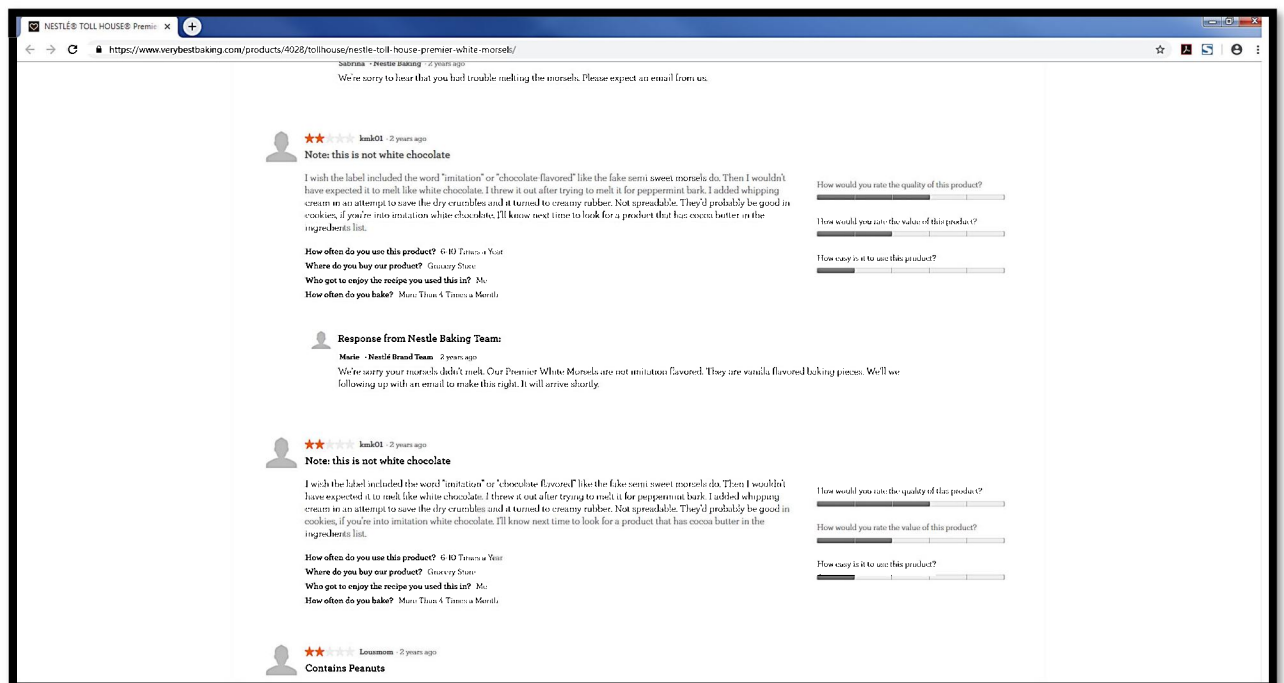 NESTLÉ® TOLL HOUSE® Premie
https://www.verybestbaking.com/products/4028/tollhouse/nestle-toll-house-premier-white-morsels/
Sabrina · Nestle Baking · 2 years ago
We're sorry to hear that you had trouble melting the morsels. Please expect an email from us.
kmk01 · 2 years ago
Note: this is not white chocolate
I wish the label included the word "imitation" or "chocolate flavored" like the fake semi sweet morsels do. Then I wouldn't
have expected it to melt like white chocolate. I threw it out after trying to melt it for peppermint bark. I added whipping
cream in an attempt to save the dry crumbles and it turned to creamy rubber. Not spreadable. They'd probably be good in
cookies, if you're into imitation white chocolate. I'll know next time to look for a product that has cocoa butter in the
ingredients list.
How would you rate the quality of this product?
How would you rate the value of this product?
How easy is it to use this product?
How often do you use this product? 6-10 Times a Year
Where do you buy our product? Grocery Store
Who got to enjoy the recipe you used this in? Me
How often do you bake? More Than 4 Times a Month
Response from Nestle Baking Team:
Marie · Nestlé Brand Team 2 years ago
We're sorry your morsels didn't melt. Our Premier White Morsels are not imitation flavored. They are vanilla flavored baking pieces. We'll we
following up with an email to make this right. It will arrive shortly.
kmk01 · 2 years ago
Note: this is not white chocolate
I wish the label included the word "imitation" or "chocolate flavored" like the fake semi sweet morsels do. Then I wouldn't
have expected it to melt like white chocolate. I threw it out after trying to melt it for peppermint bark. I added whipping
cream in an attempt to save the dry crumbles and it turned to creamy rubber. Not spreadable. They'd probably be good in
cookies, if you're into imitation white chocolate. I'll know next time to look for a product that has cocoa butter in the
ingredients list.
How would you rate the quality of this product?
How would you rate the value of this product?
How easy is it to use this product?
How often do you use this product? 6-10 Times a Year
Where do you buy our product? Grocery Store
Who got to enjoy the recipe you used this in? Me
How often do you bake? More Than 4 Times a Month
Lousmom · 2 years ago
Contains Peanuts